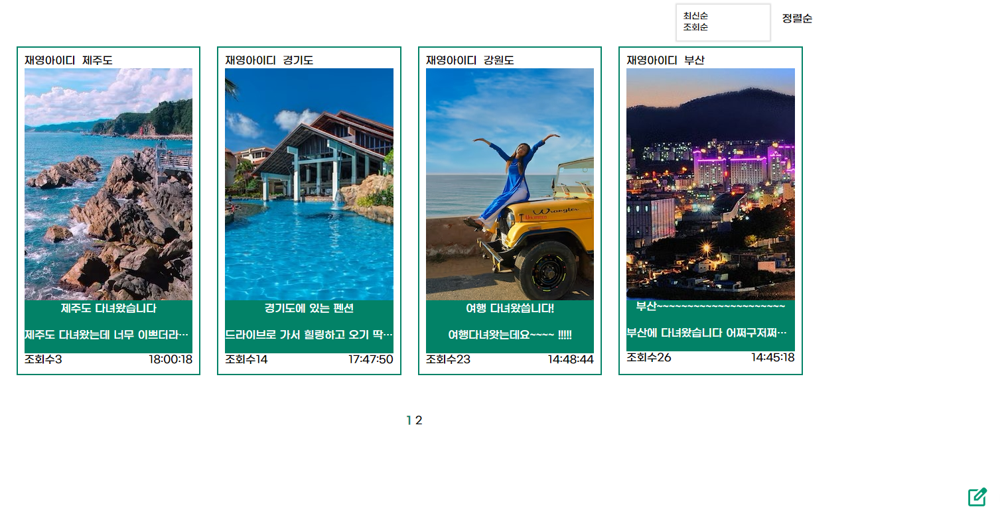 최신순
조회순
정렬순
재영아이디 제주도
제주도 다녀왔습니다
제주도 다녀왔는데 너무 이쁘더라···
조회수3 18:00:18
재영아이디 경기도
경기도에 있는 펜션
드라이브로 가서 힐링하고 오기 딱···
조회수14 17:47:50
재영아이디 강원도
Wrangler
여행 다녀왔씁니다!
여행다녀왓는데요~~~~ !!!!!
조회수23 14:48:44
재영아이디 부산
부산~~~~~~~~~~~~~~~~~~~~~
부산에 다녀왔습니다 어쩌구저쩌···
조회수26 14:45:18
1 2